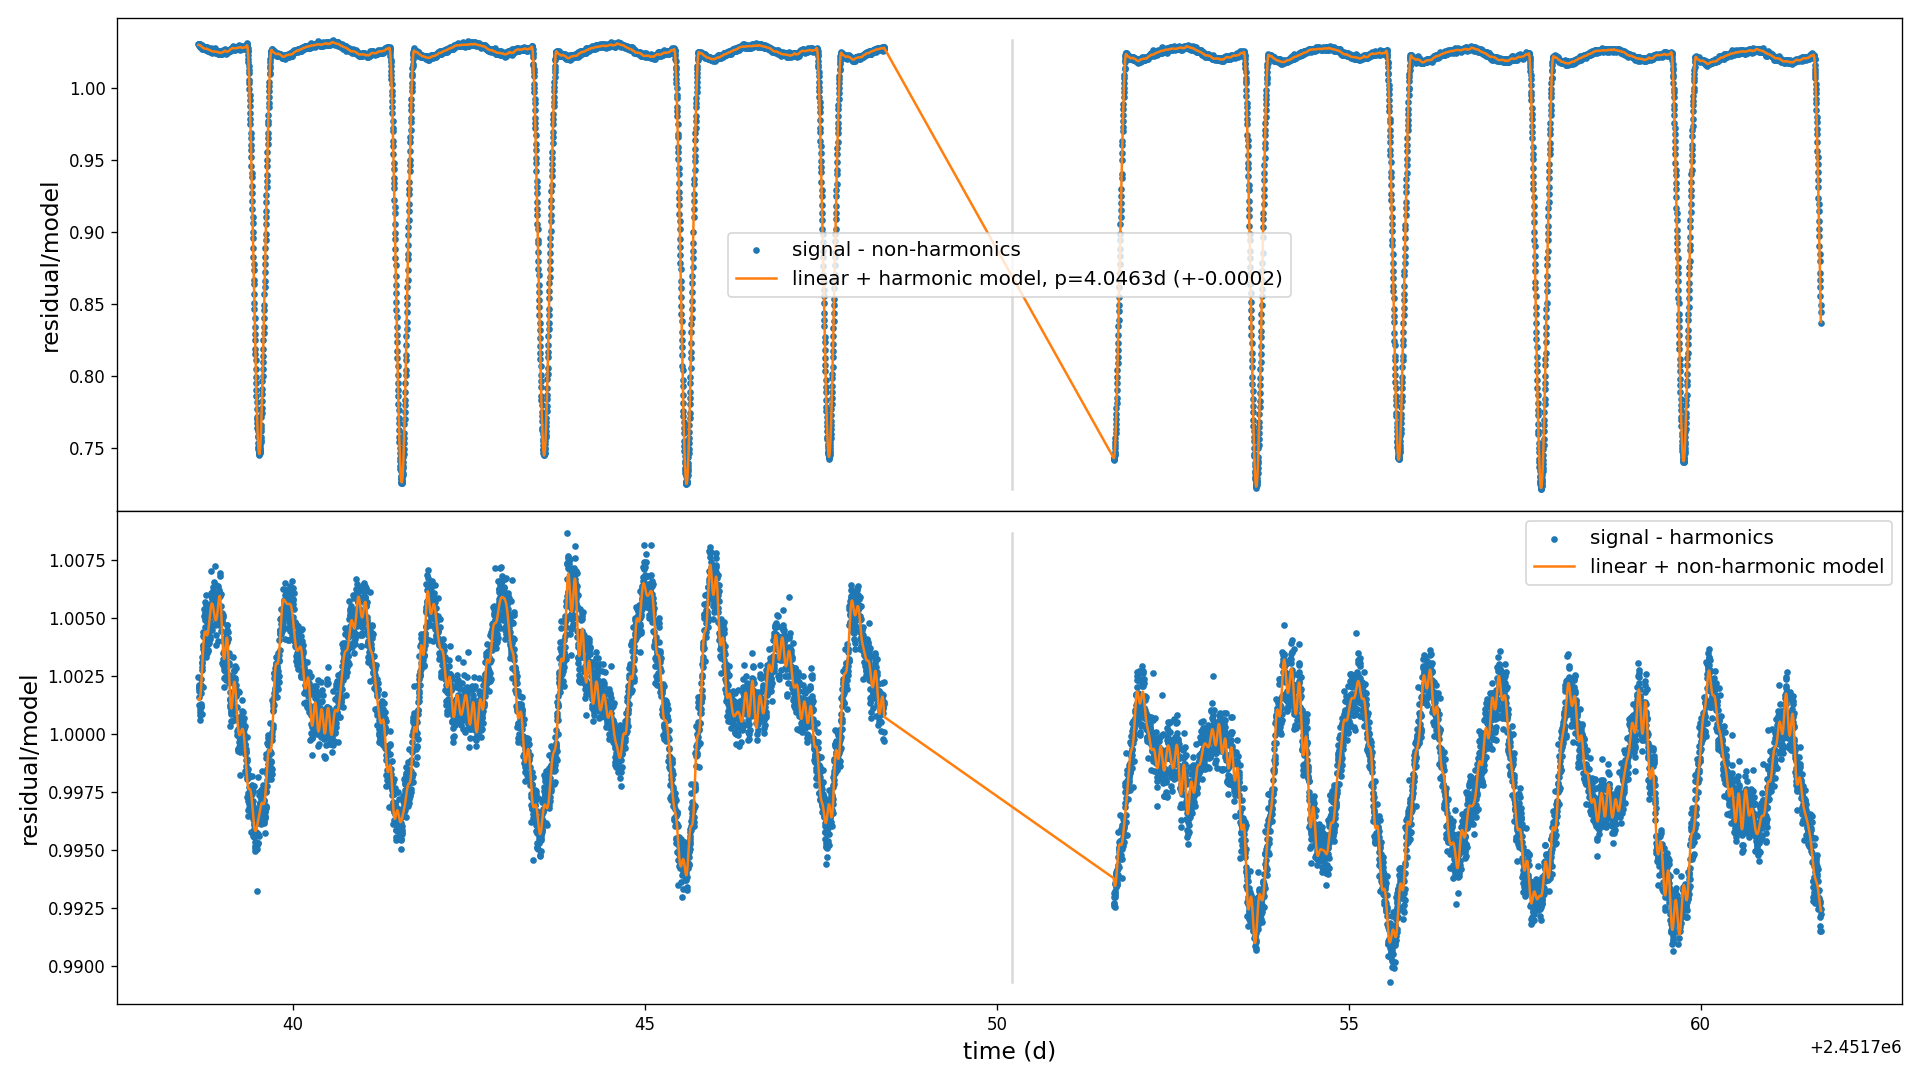 residual/model
1.00
0.95
0.90
0.85
0.80
0.75
signal - non-harmonics
linear + harmonic model, p=4.0463d (+-0.0002)
residual/model
1.0075
1.0050
1.0025
1.0000
0.9975
0.9950
0.9925
0.9900
signal - harmonics
linear + non-harmonic model
40 45 50 55 60
time (d)
+2.4517e6